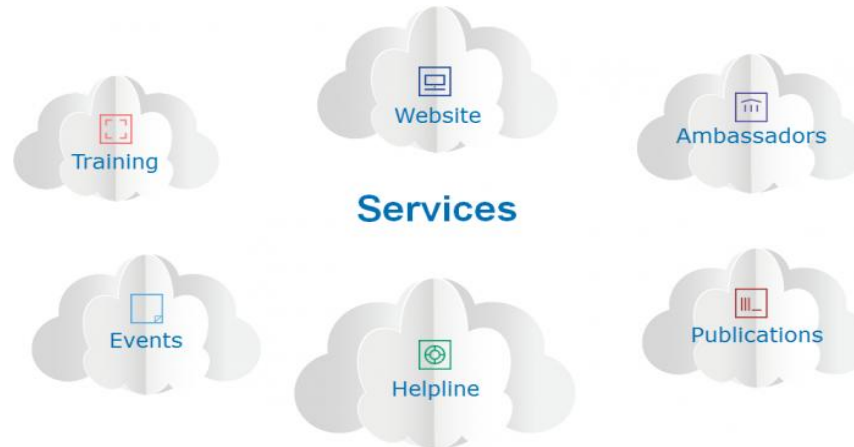 Website
Training
Ambassadors
Services
Events
Helpline
Publications